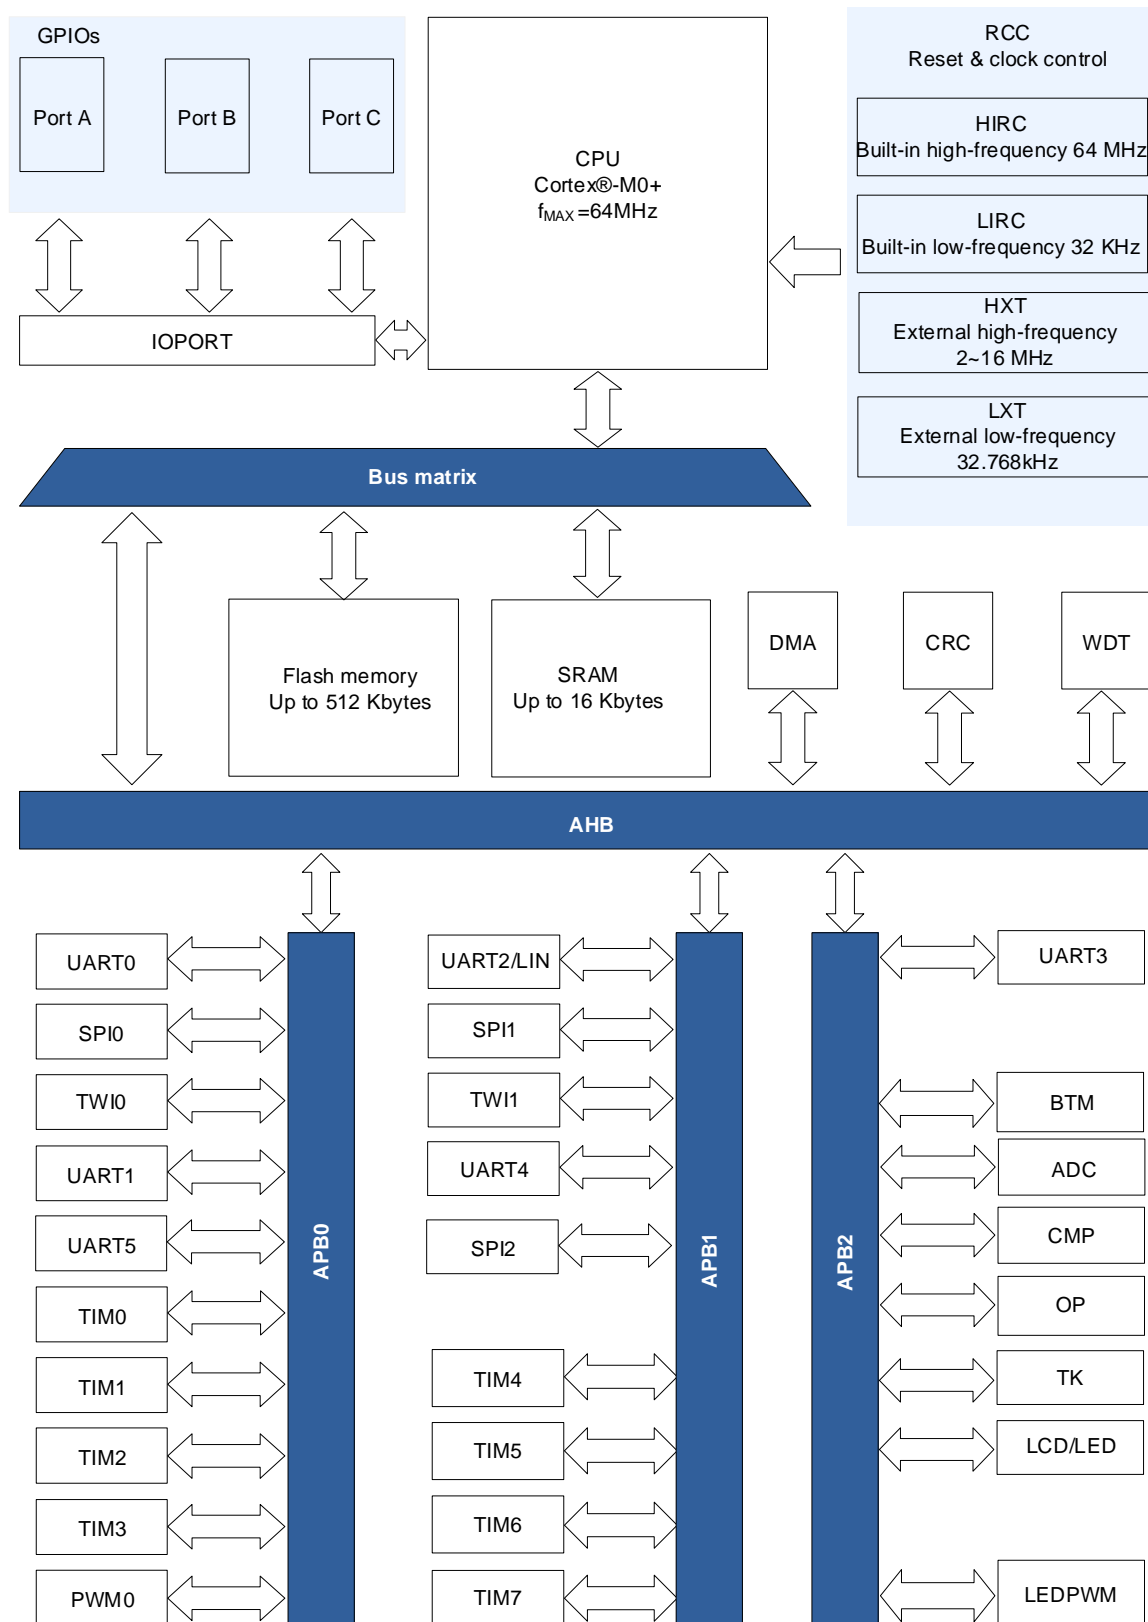 GPIOs
Port A
Port B
Port C
IOPORT
CPU
Cortex®-M0+
fMAX =64MHz
RCC
Reset & clock control
HIRC
Built-in high-frequency 64 MHz
LIRC
Built-in low-frequency 32 KHz
HXT
External high-frequency
2~16 MHz
LXT
External low-frequency
32.768kHz
Bus matrix
Flash memory
Up to 512 Kbytes
SRAM
Up to 16 Kbytes
DMA
CRC
WDT
AHB
UART0
SPI0
TWI0
UART1
UART5
TIM0
TIM1
TIM2
TIM3
PWM0
APB0
UART2/LIN
SPI1
TWI1
UART4
SPI2
TIM4
TIM5
TIM6
TIM7
APB1
APB2
UART3
BTM
ADC
CMP
OP
TK
LCD/LED
LEDPWM